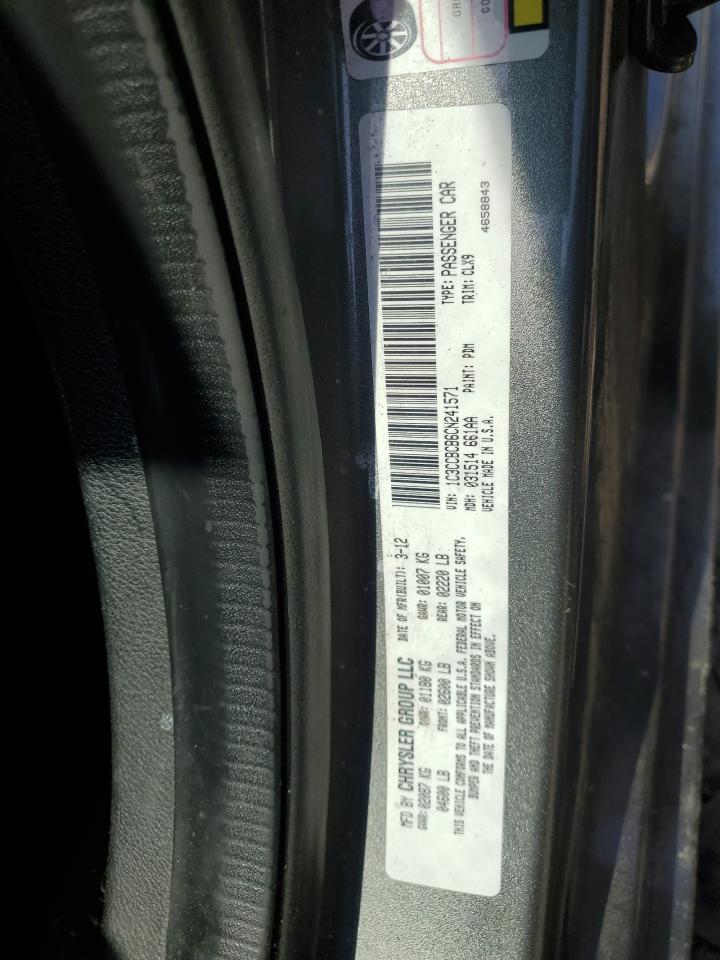 MFD BY CHRYSLER GROUP LLC DATE OF MFR(BUILT): 3-12
GVWR: 02087 KG GAWR: 01180 KG GAWR: 01007 KG
04600 LB FRONT: 02600 LB REAR: 02220 LB
THIS VEHICLE CONFORMS TO ALL APPLICABLE U.S.A. FEDERAL MOTOR VEHICLE SAFETY,
BUMPER AND THEFT PREVENTION STANDARDS IN EFFECT ON
THE DATE OF MANUFACTURE SHOWN ABOVE.
VIN: 1C3CCBCB6CN241571 TYPE: PASSENGER CAR
MDH: 031514 661AA PAINT: PDM TRIM: CLX9
VEHICLE MADE IN U.S.A. 4658843